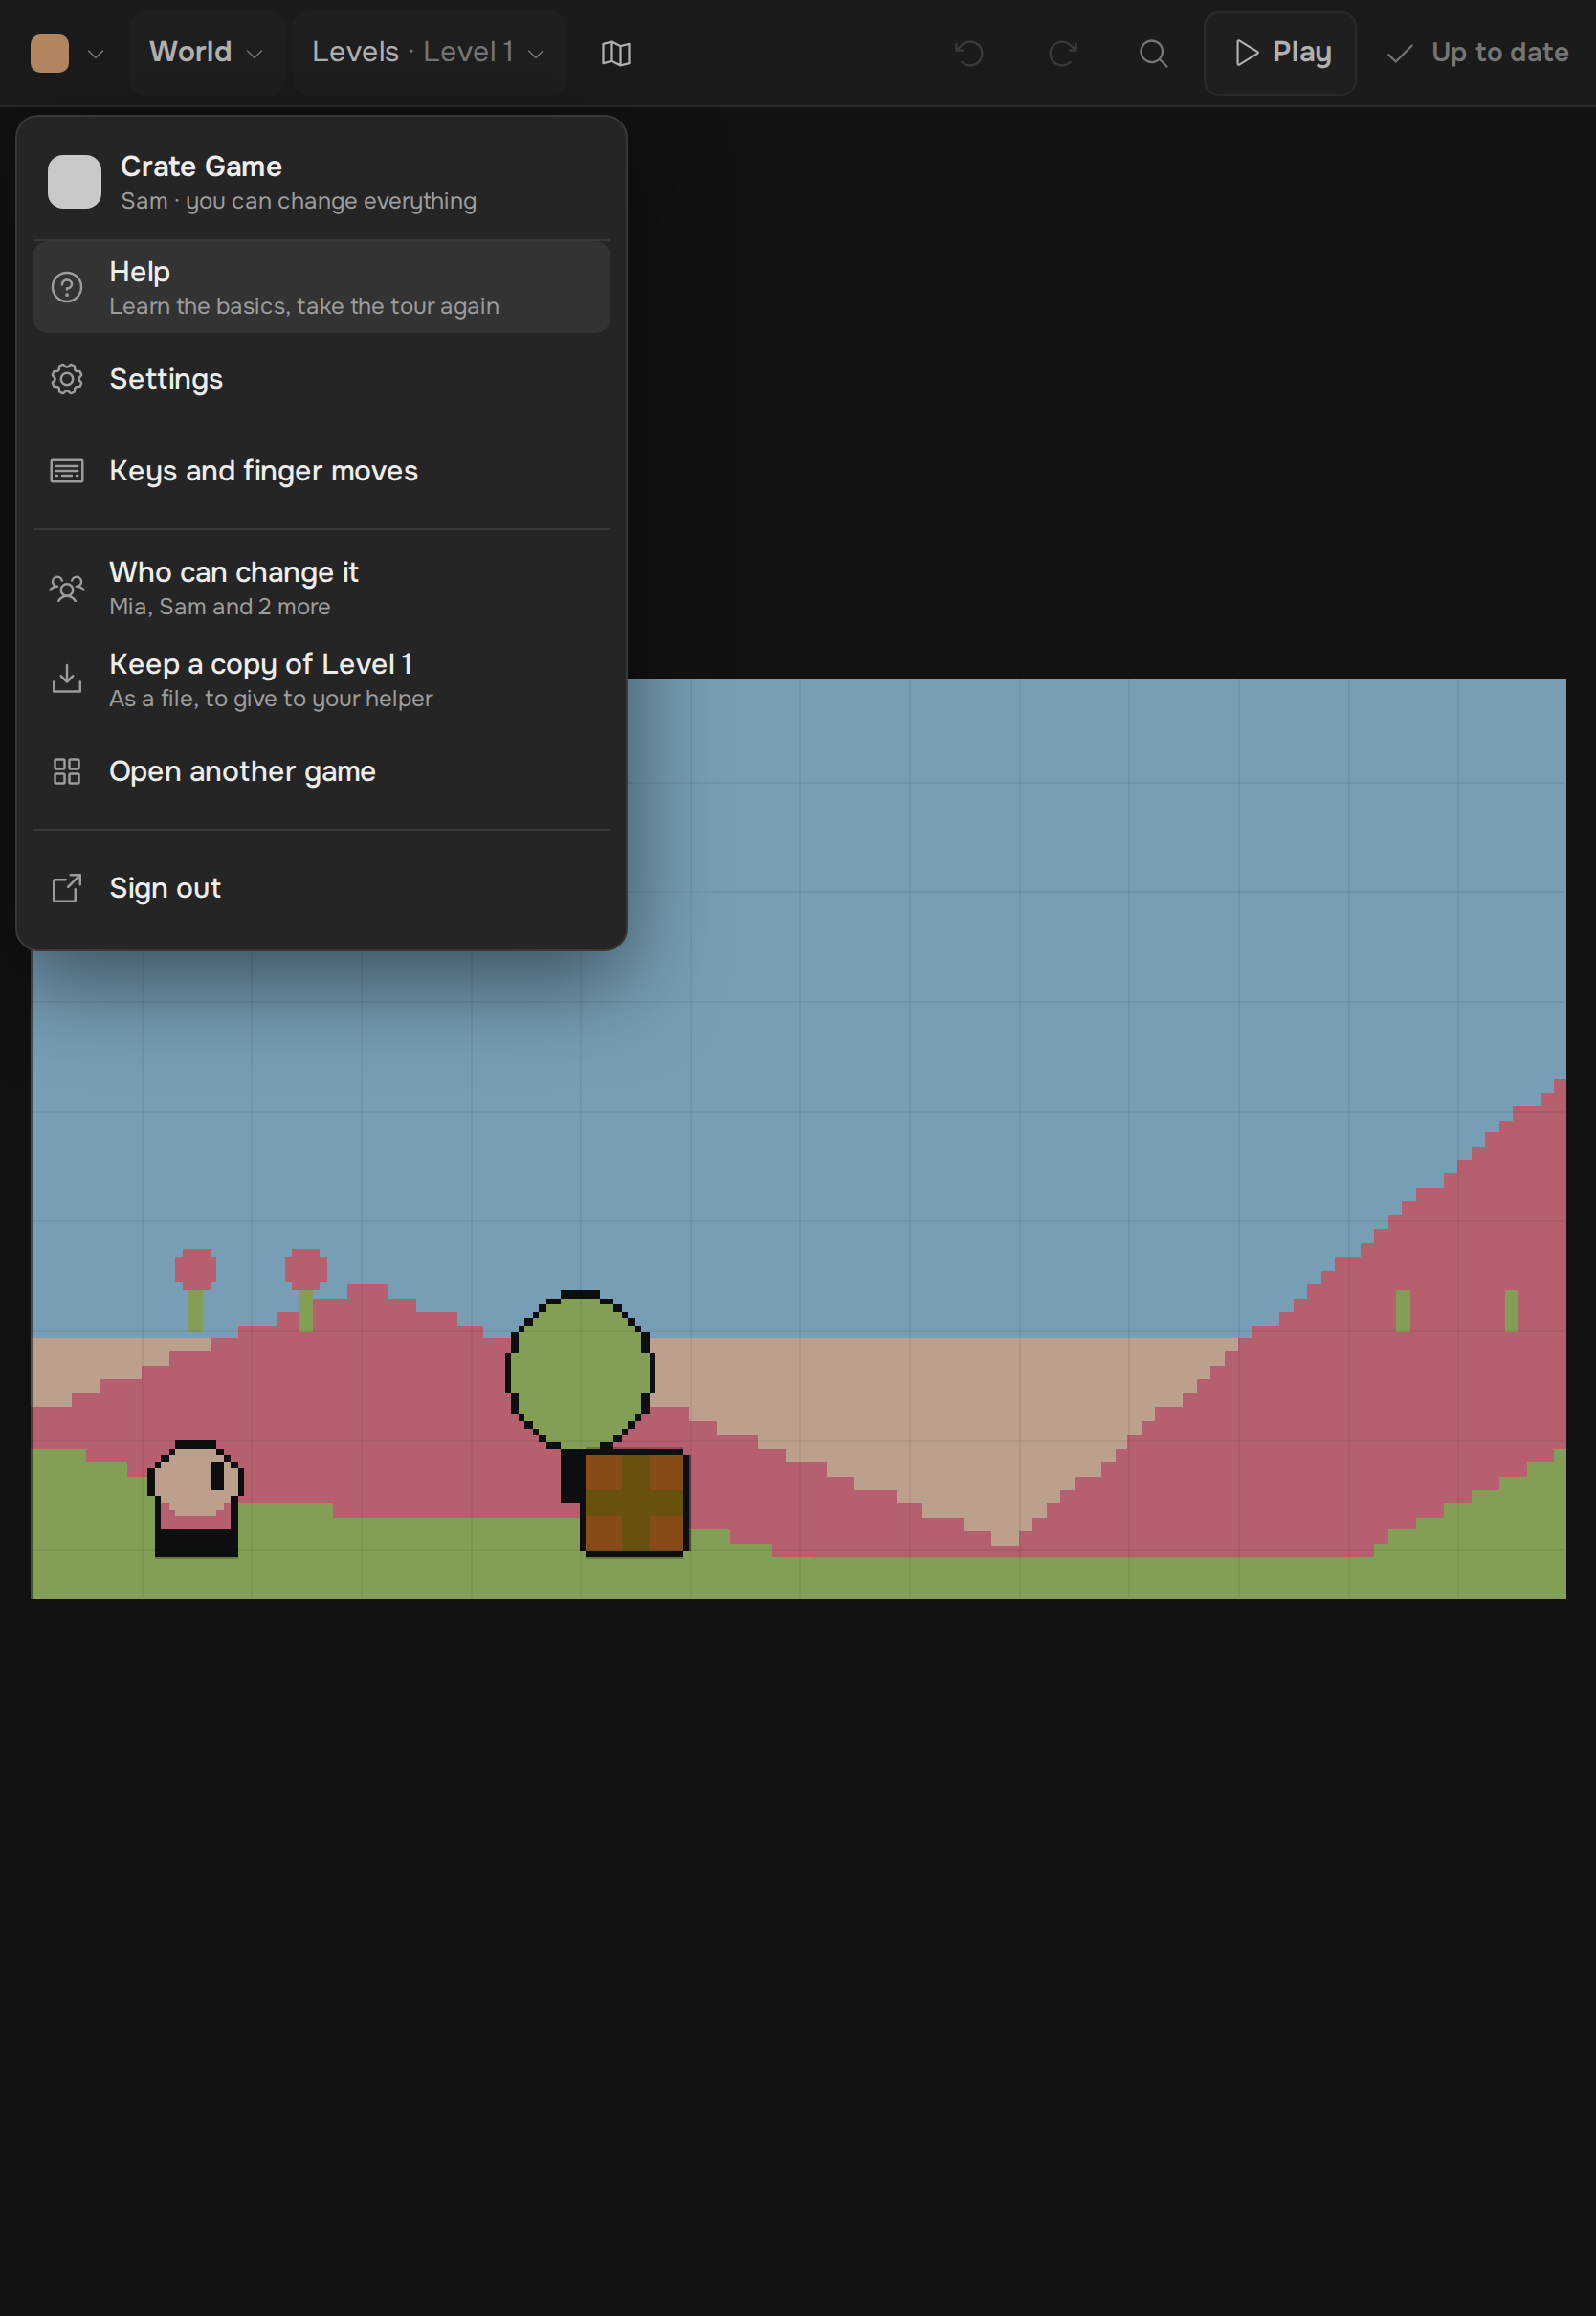 World
Levels · Level 1
Play
Up to date
Crate Game
Sam · you can change everything
Help
Learn the basics, take the tour again
Settings
Keys and finger moves
Who can change it
Mia, Sam and 2 more
Keep a copy of Level 1
As a file, to give to your helper
Open another game
Sign out